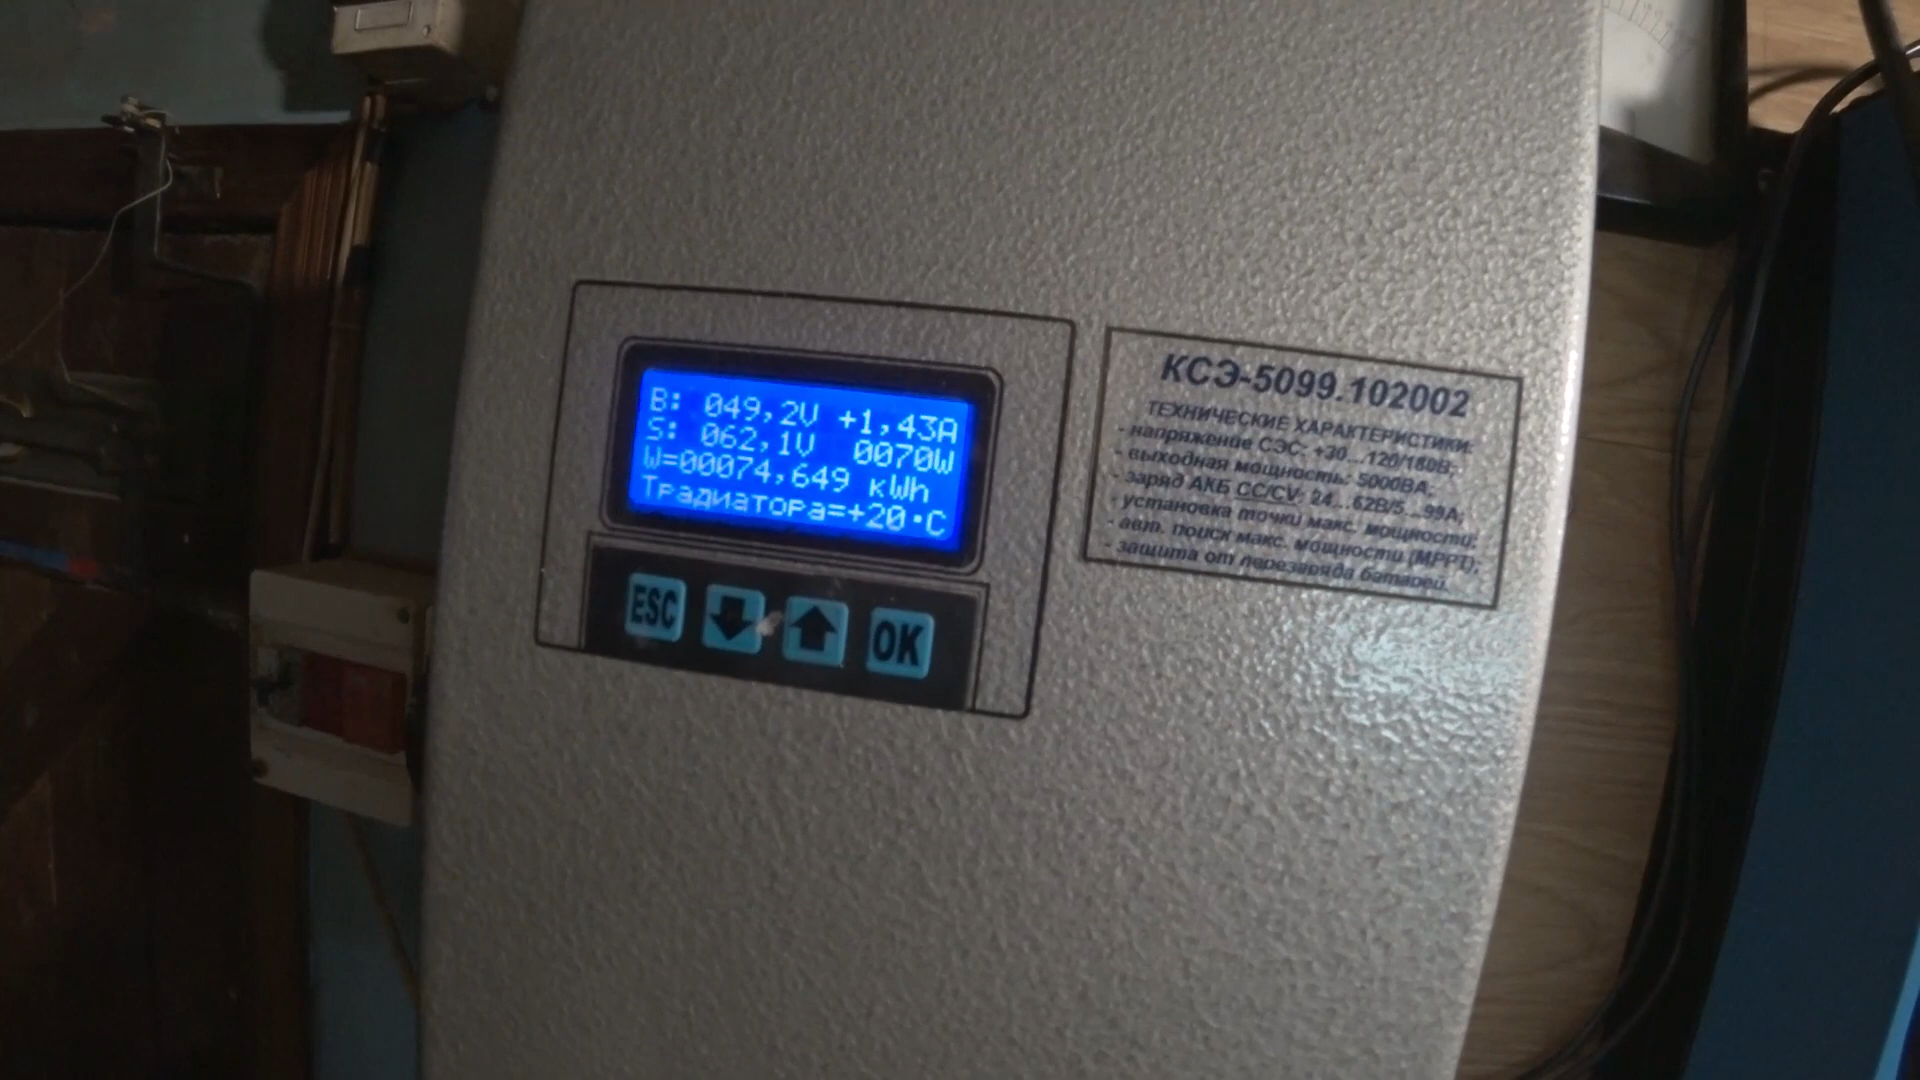 B: 049,2V +1,43A
S: 062,1V 0070W
W=00074,649 kWh
Tрадиатора=+20•C
ESC
OK
КСЭ-5099.102002
ТЕХНИЧЕСКИЕ ХАРАКТЕРИСТИКИ:
- напряжение СЭС: +30...120/180В;
- выходная мощность: 5000ВА;
- заряд АКБ CC/CV: 24...62В/5...99А;
- установка точки макс. мощности;
- авт. поиск макс. мощности (MPPT);
- защита от перезаряда батарей.